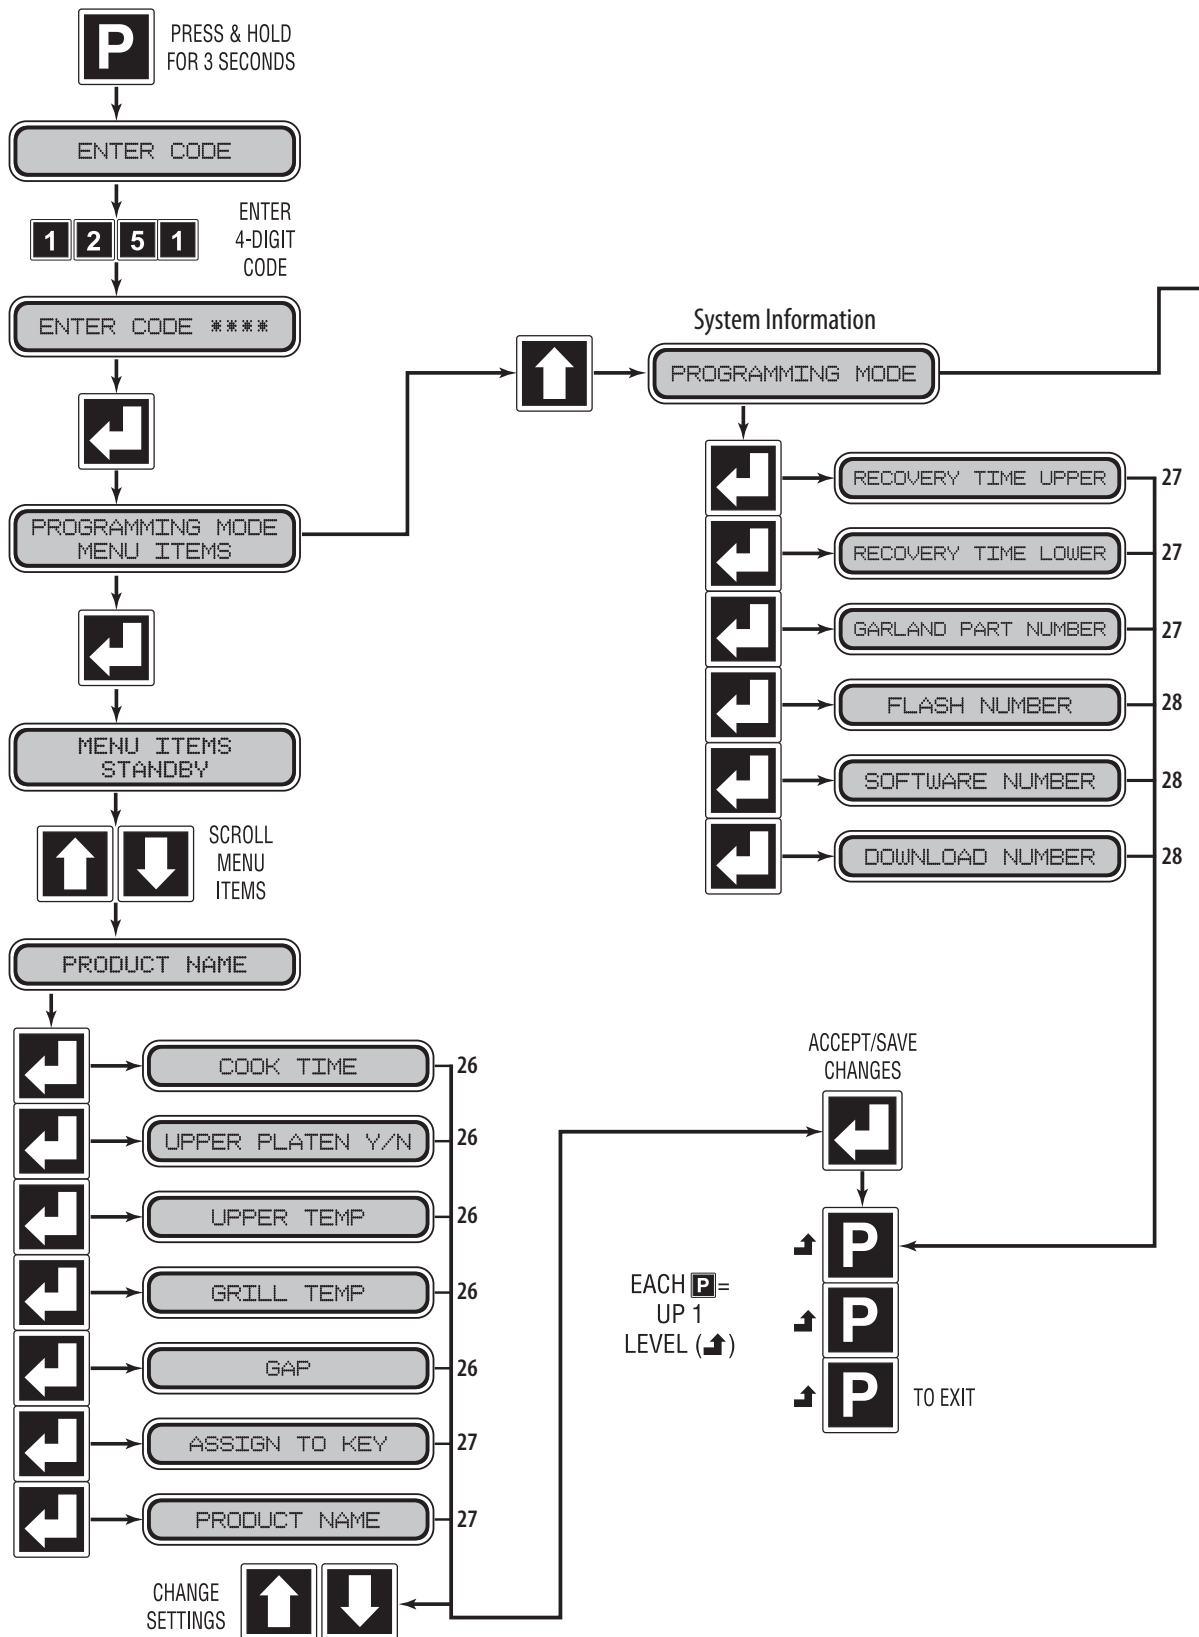 P
PRESS & HOLD
FOR 3 SECONDS
ENTER CODE
1 2 5 1
ENTER
4-DIGIT
CODE
ENTER CODE ****
PROGRAMMING MODE
MENU ITEMS
MENU ITEMS
STANDBY
SCROLL
MENU
ITEMS
PRODUCT NAME
COOK TIME 26
UPPER PLATEN Y/N 26
UPPER TEMP 26
GRILL TEMP 26
GAP 26
ASSIGN TO KEY 27
PRODUCT NAME 27
CHANGE
SETTINGS
System Information
PROGRAMMING MODE
RECOVERY TIME UPPER 27
RECOVERY TIME LOWER 27
GARLAND PART NUMBER 27
FLASH NUMBER 28
SOFTWARE NUMBER 28
DOWNLOAD NUMBER 28
ACCEPT/SAVE
CHANGES
P
P
P
TO EXIT
EACH P =
UP 1
LEVEL ( )